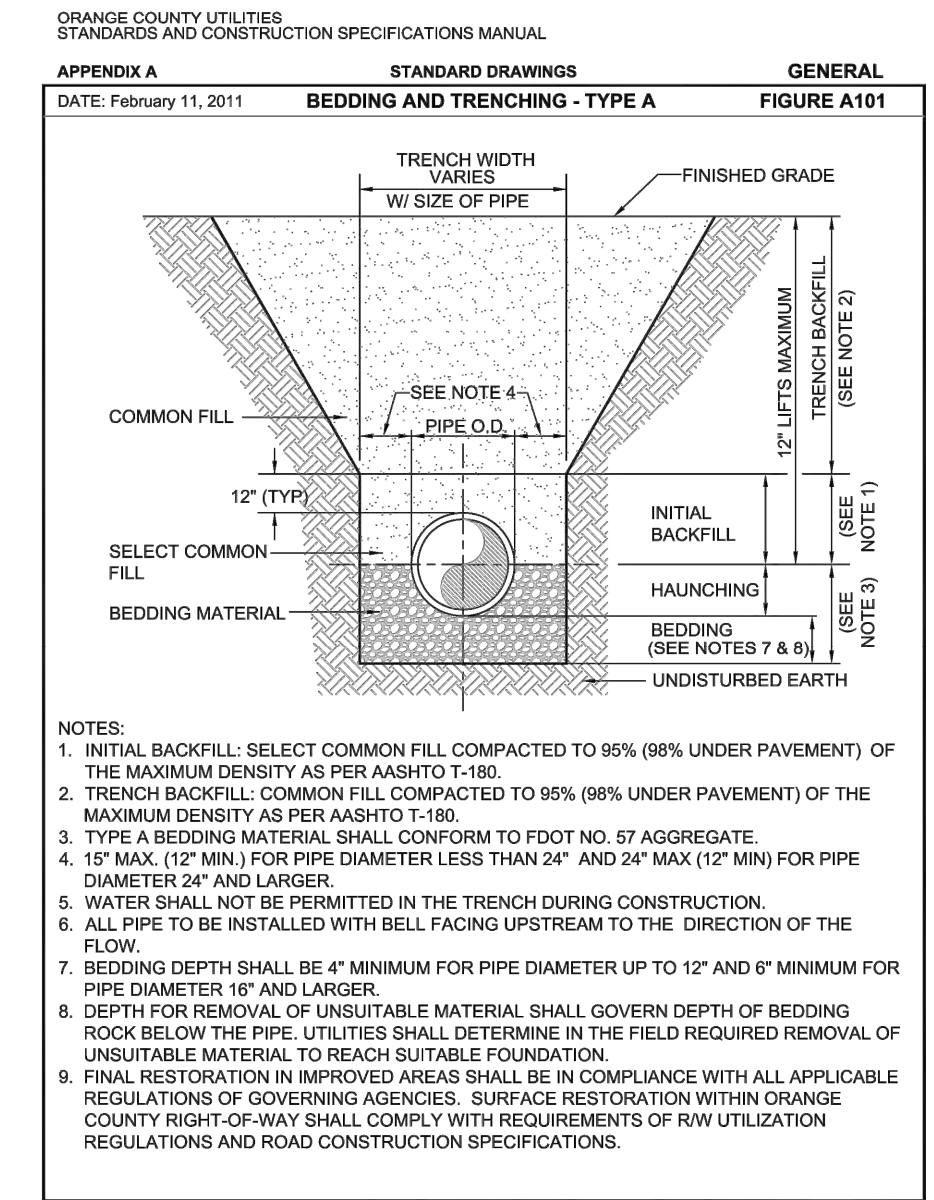 ORANGE COUNTY UTILITIES
STANDARDS AND CONSTRUCTION SPECIFICATIONS MANUAL
APPENDIX A STANDARD DRAWINGS GENERAL
DATE: February 11, 2011 BEDDING AND TRENCHING - TYPE A FIGURE A101
TRENCH WIDTH
VARIES
W/ SIZE OF PIPE
FINISHED GRADE
12" LIFTS MAXIMUM
TRENCH BACKFILL
(SEE NOTE 2)
SEE NOTE 4
PIPE O.D.
COMMON FILL
12" (TYP.)
INITIAL
BACKFILL
(SEE
NOTE 1)
SELECT COMMON
FILL
HAUNCHING
BEDDING MATERIAL
BEDDING
(SEE NOTES 7 & 8)
(SEE
NOTE 3)
UNDISTURBED EARTH
NOTES:
1. INITIAL BACKFILL: SELECT COMMON FILL COMPACTED TO 95% (98% UNDER PAVEMENT) OF
THE MAXIMUM DENSITY AS PER AASHTO T-180.
2. TRENCH BACKFILL: COMMON FILL COMPACTED TO 95% (98% UNDER PAVEMENT) OF THE
MAXIMUM DENSITY AS PER AASHTO T-180.
3. TYPE A BEDDING MATERIAL SHALL CONFORM TO FDOT NO. 57 AGGREGATE.
4. 15" MAX. (12" MIN.) FOR PIPE DIAMETER LESS THAN 24" AND 24" MAX (12" MIN) FOR PIPE
DIAMETER 24" AND LARGER.
5. WATER SHALL NOT BE PERMITTED IN THE TRENCH DURING CONSTRUCTION.
6. ALL PIPE TO BE INSTALLED WITH BELL FACING UPSTREAM TO THE DIRECTION OF THE
FLOW.
7. BEDDING DEPTH SHALL BE 4" MINIMUM FOR PIPE DIAMETER UP TO 12" AND 6" MINIMUM FOR
PIPE DIAMETER 16" AND LARGER.
8. DEPTH FOR REMOVAL OF UNSUITABLE MATERIAL SHALL GOVERN DEPTH OF BEDDING
ROCK BELOW THE PIPE. UTILITIES SHALL DETERMINE IN THE FIELD REQUIRED REMOVAL OF
UNSUITABLE MATERIAL TO REACH SUITABLE FOUNDATION.
9. FINAL RESTORATION IN IMPROVED AREAS SHALL BE IN COMPLIANCE WITH ALL APPLICABLE
REGULATIONS OF GOVERNING AGENCIES. SURFACE RESTORATION WITHIN ORANGE
COUNTY RIGHT-OF-WAY SHALL COMPLY WITH REQUIREMENTS OF R/W UTILIZATION
REGULATIONS AND ROAD CONSTRUCTION SPECIFICATIONS.